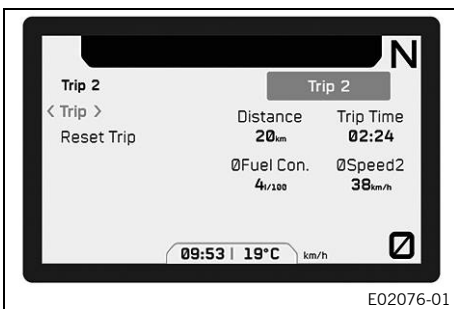 N
Trip 2
Trip 2
< Trip >
Reset Trip
Distance
Trip Time
20km
02:24
ØFuel Con.
ØSpeed2
4l/100
38km/h
09:53 | 19°C
km/h
0
E02076-01